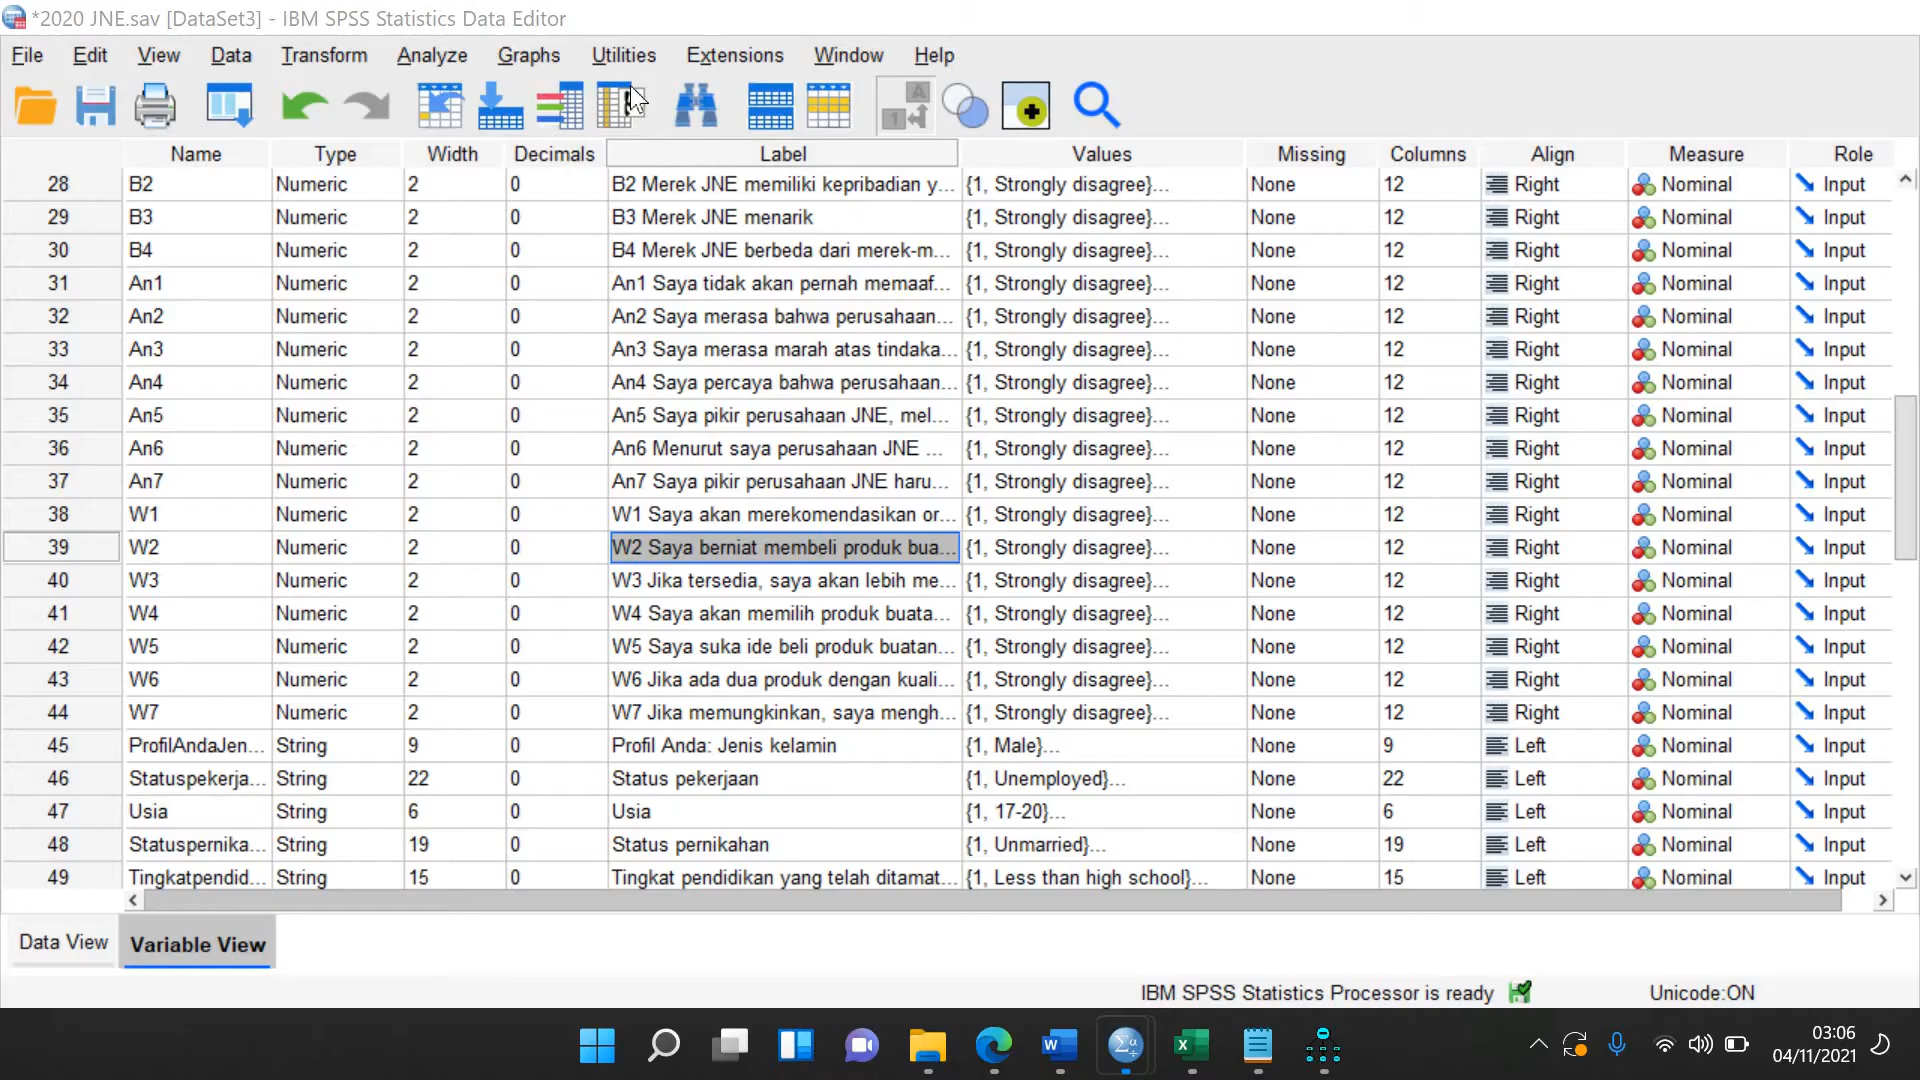 *2020 JNE.sav [DataSet3] - IBM SPSS Statistics Data Editor
File Edit View Data Transform Analyze Graphs Utilities Extensions Window Help
Name Type Width Decimals Label Values Missing Columns Align Measure Role
28 B2 Numeric 2 0 B2 Merek JNE memiliki kepribadian y... {1, Strongly disagree}... None 12 Right Nominal Input
29 B3 Numeric 2 0 B3 Merek JNE menarik {1, Strongly disagree}... None 12 Right Nominal Input
30 B4 Numeric 2 0 B4 Merek JNE berbeda dari merek-m... {1, Strongly disagree}... None 12 Right Nominal Input
31 An1 Numeric 2 0 An1 Saya tidak akan pernah memaaf... {1, Strongly disagree}... None 12 Right Nominal Input
32 An2 Numeric 2 0 An2 Saya merasa bahwa perusahaan... {1, Strongly disagree}... None 12 Right Nominal Input
33 An3 Numeric 2 0 An3 Saya merasa marah atas tindaka... {1, Strongly disagree}... None 12 Right Nominal Input
34 An4 Numeric 2 0 An4 Saya percaya bahwa perusahaan... {1, Strongly disagree}... None 12 Right Nominal Input
35 An5 Numeric 2 0 An5 Saya pikir perusahaan JNE, mel... {1, Strongly disagree}... None 12 Right Nominal Input
36 An6 Numeric 2 0 An6 Menurut saya perusahaan JNE ... {1, Strongly disagree}... None 12 Right Nominal Input
37 An7 Numeric 2 0 An7 Saya pikir perusahaan JNE haru... {1, Strongly disagree}... None 12 Right Nominal Input
38 W1 Numeric 2 0 W1 Saya akan merekomendasikan or... {1, Strongly disagree}... None 12 Right Nominal Input
39 W2 Numeric 2 0 W2 Saya berniat membeli produk bua... {1, Strongly disagree}... None 12 Right Nominal Input
40 W3 Numeric 2 0 W3 Jika tersedia, saya akan lebih me... {1, Strongly disagree}... None 12 Right Nominal Input
41 W4 Numeric 2 0 W4 Saya akan memilih produk buata... {1, Strongly disagree}... None 12 Right Nominal Input
42 W5 Numeric 2 0 W5 Saya suka ide beli produk buatan... {1, Strongly disagree}... None 12 Right Nominal Input
43 W6 Numeric 2 0 W6 Jika ada dua produk dengan kuali... {1, Strongly disagree}... None 12 Right Nominal Input
44 W7 Numeric 2 0 W7 Jika memungkinkan, saya mengh... {1, Strongly disagree}... None 12 Right Nominal Input
45 ProfilAndaJen... String 9 0 Profil Anda: Jenis kelamin {1, Male}... None 9 Left Nominal Input
46 Statuspekerja... String 22 0 Status pekerjaan {1, Unemployed}... None 22 Left Nominal Input
47 Usia String 6 0 Usia {1, 17-20}... None 6 Left Nominal Input
48 Statuspernika... String 19 0 Status pernikahan {1, Unmarried}... None 19 Left Nominal Input
49 Tingkatpendid... String 15 0 Tingkat pendidikan yang telah ditamat... {1, Less than high school}... None 15 Left Nominal Input
Data View Variable View
IBM SPSS Statistics Processor is ready Unicode:ON
03:06
04/11/2021